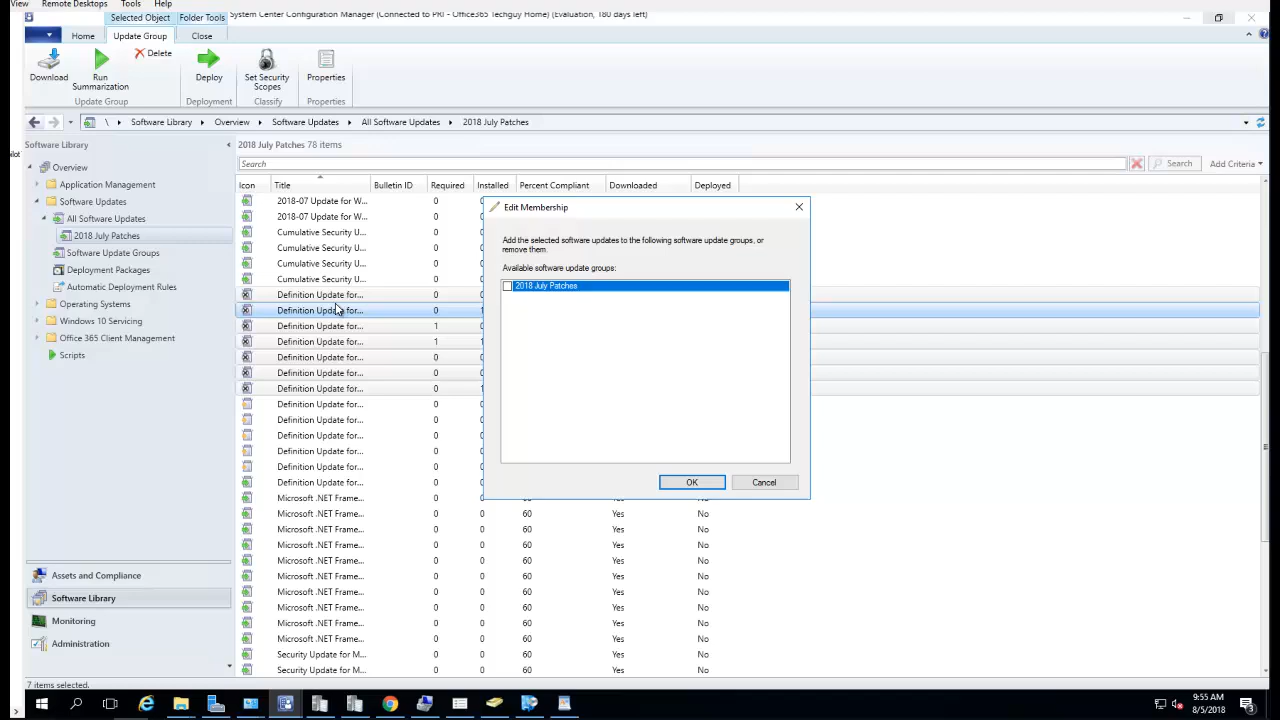 View Remote Desktops Tools Help
Selected Object Folder Tools System Center Configuration Manager (Connected to PRI - Office365 Techguy Home) (Evaluation, 180 days left)
Home Update Group Close
Download
Run Summarization
Delete
Deploy
Set Security Scopes
Properties
Update Group Deployment Classify Properties
\ Software Library Overview Software Updates All Software Updates 2018 July Patches
Software Library
Overview
Application Management
Software Updates
All Software Updates
2018 July Patches
Software Update Groups
Deployment Packages
Automatic Deployment Rules
Operating Systems
Windows 10 Servicing
Office 365 Client Management
Scripts
Assets and Compliance
Software Library
Monitoring
Administration
2018 July Patches 78 items
Search Search Add Criteria
Icon Title Bulletin ID Required Installed Percent Compliant Downloaded Deployed
2018-07 Update for W... 0
2018-07 Update for W... 0
Cumulative Security U... 0
Cumulative Security U... 0
Cumulative Security U... 0
Cumulative Security U... 0
Definition Update for... 0
Definition Update for... 0
Definition Update for... 1
Definition Update for... 1
Definition Update for... 0
Definition Update for... 0
Definition Update for... 0
Definition Update for... 0
Definition Update for... 0
Definition Update for... 0
Definition Update for... 0
Definition Update for... 0
Definition Update for... 0
Microsoft .NET Frame... 0
Microsoft .NET Frame... 0 0 60 Yes No
Microsoft .NET Frame... 0 0 60 Yes No
Microsoft .NET Frame... 0 0 60 Yes No
Microsoft .NET Frame... 0 0 60 Yes No
Microsoft .NET Frame... 0 0 60 Yes No
Microsoft .NET Frame... 0 0 60 Yes No
Microsoft .NET Frame... 0 0 60 Yes No
Microsoft .NET Frame... 0 0 60 Yes No
Microsoft .NET Frame... 0 0 60 Yes No
Security Update for M... 0 0 60 Yes No
Security Update for M... 0 0 60 Yes No
Edit Membership
Add the selected software updates to the following software update groups, or
remove them.
Available software update groups:
2018 July Patches
OK Cancel
7 items selected.
9:55 AM
8/5/2018